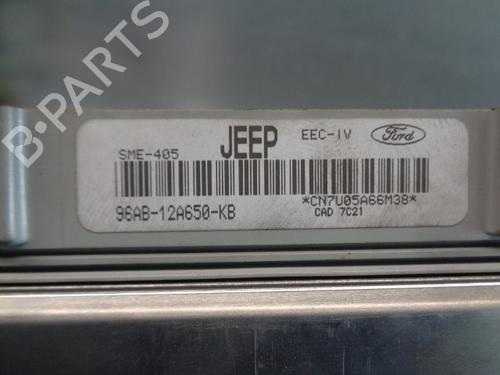 B-PARTS
SME-405 JEEP EEC-IV Ford
96AB-12A650-KB *CN7U05A66M38*
CAD 7C21